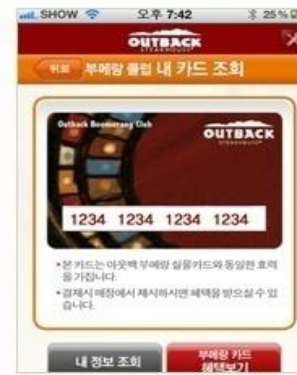 SHOW 오후 7:42 25%
OUTBACK
STEAKHOUSE
뒤로 부메랑 클럽 내 카드 조회
Outback Boomerang Club
OUTBACK
STEAKHOUSE
1234 1234 1234 1234
•본 카드는 아웃백 부메랑 실물카드와 동일한 효력
을 가집니다.
•결제시 매장에서 제시하시면 혜택을 받으실 수 있
습니다.
내 정보 조회
부메랑 카드
혜택보기